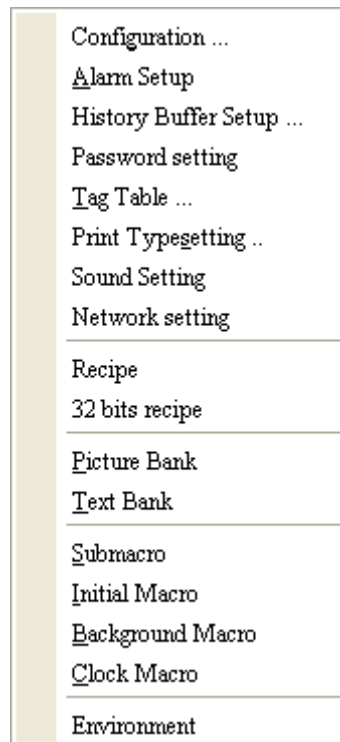 Configuration ...
Alarm Setup
History Buffer Setup ...
Password setting
Tag Table ...
Print Typesetting ..
Sound Setting
Network setting
Recipe
32 bits recipe
Picture Bank
Text Bank
Submacro
Initial Macro
Background Macro
Clock Macro
Environment